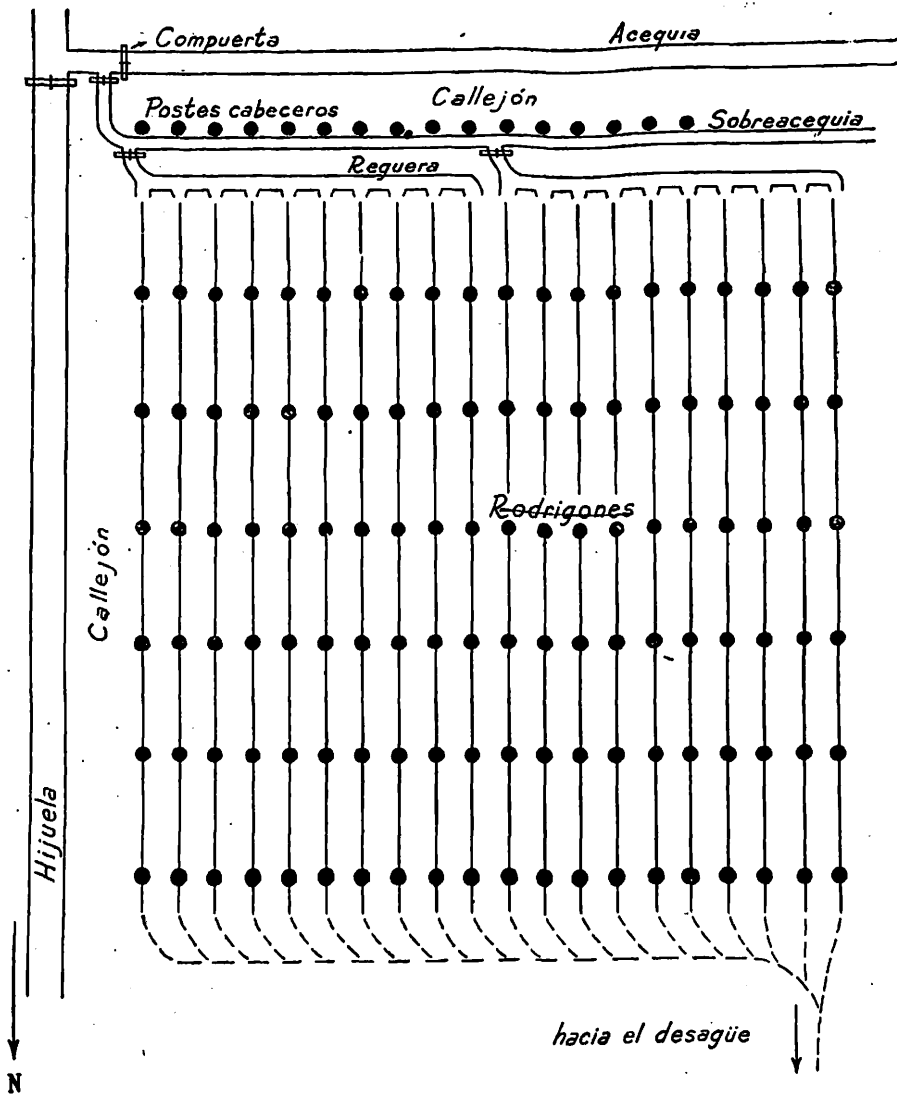 Compuerta
Acequia
Callejón
Postes cabeceros
Sobreacequia
Reguera
Rodrigones
Callejón
Hijuela
hacia el desagüe
N